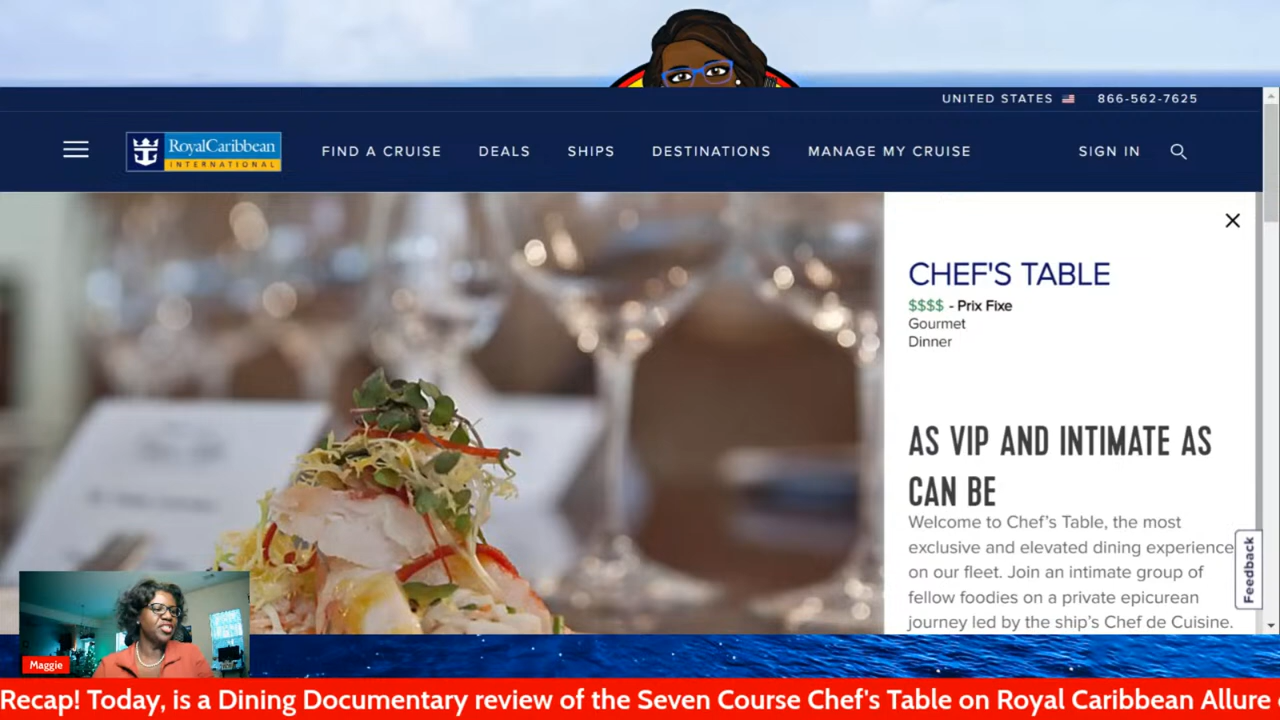 UNITED STATES 866-562-7625
RoyalCaribbean
INTERNATIONAL
FIND A CRUISE DEALS SHIPS DESTINATIONS MANAGE MY CRUISE SIGN IN
CHEF'S TABLE
$$$$ - Prix Fixe
Gourmet
Dinner
AS VIP AND INTIMATE AS
CAN BE
Welcome to Chef’s Table, the most
exclusive and elevated dining experience
on our fleet. Join an intimate group of
fellow foodies on a private epicurean
journey led by the ship’s Chef de Cuisine.
Feedback
Maggie
Recap! Today, is a Dining Documentary review of the Seven Course Chef's Table on Royal Caribbean Allure